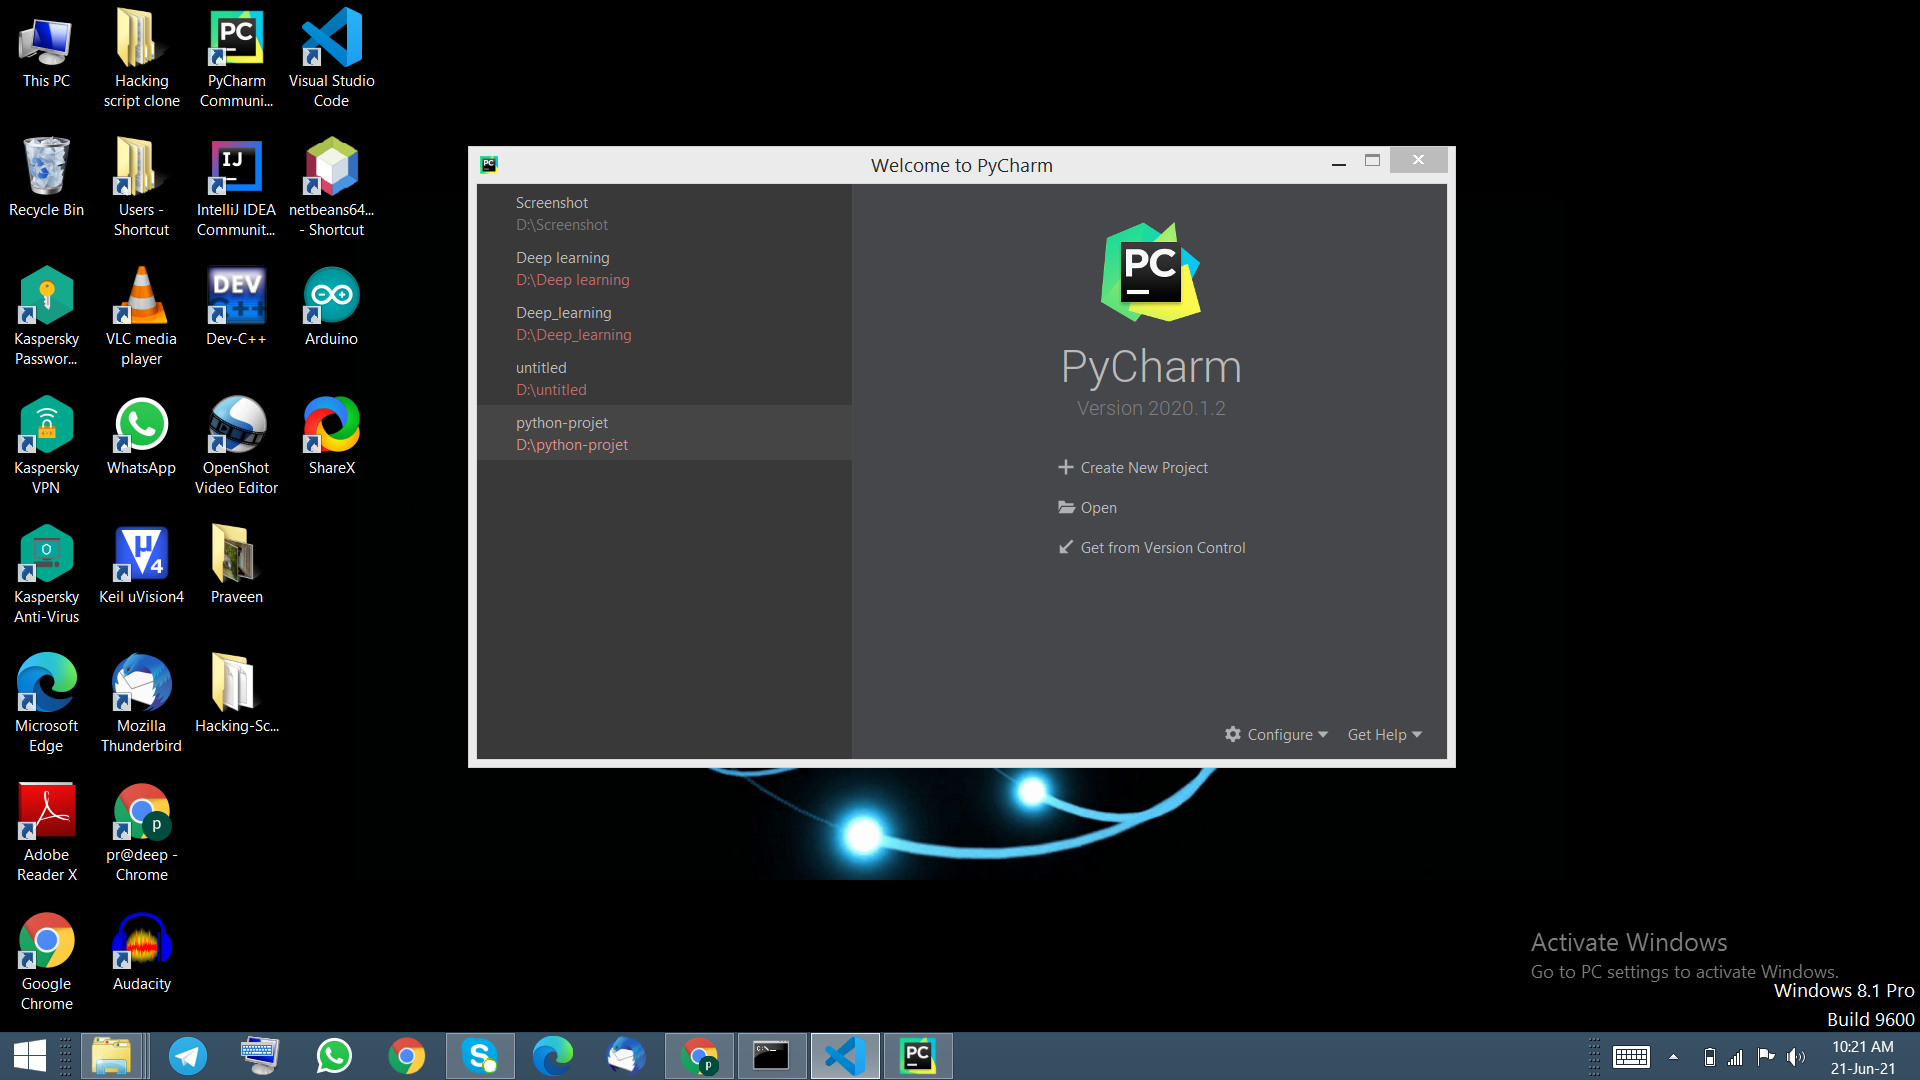 This PC
Hacking
script clone
PyCharm
Communi...
Visual Studio
Code
Recycle Bin
Users -
Shortcut
IntelliJ IDEA
Communit...
netbeans64...
- Shortcut
Kaspersky
Passwor...
VLC media
player
Dev-C++
Arduino
Kaspersky
VPN
WhatsApp
OpenShot
Video Editor
ShareX
Kaspersky
Anti-Virus
Keil uVision4
Praveen
Microsoft
Edge
Mozilla
Thunderbird
Hacking-Sc...
Adobe
Reader X
pr@deep -
Chrome
Google
Chrome
Audacity
PC
IJ
DEV
C++
μ
4
p
Welcome to PyCharm
Screenshot
D:\Screenshot
Deep learning
D:\Deep learning
Deep_learning
D:\Deep_learning
untitled
D:\untitled
python-projet
D:\python-projet
PC
PyCharm
Version 2020.1.2
Create New Project
Open
Get from Version Control
Configure
Get Help
Activate Windows
Go to PC settings to activate Windows.
Windows 8.1 Pro
Build 9600
p
PC
10:21 AM
21-Jun-21